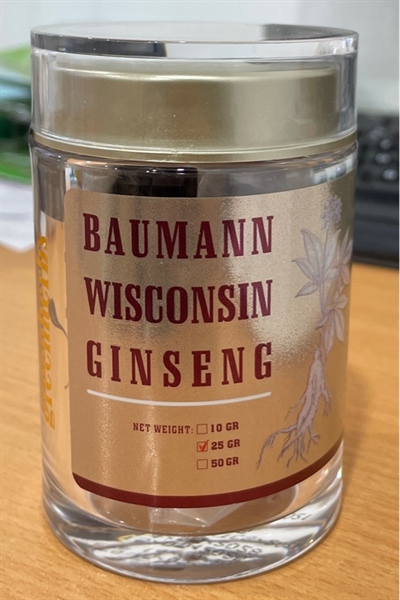 BAUMANN
WISCONSIN
GINSENG
NET WEIGHT: 10 GR
25 GR
50 GR